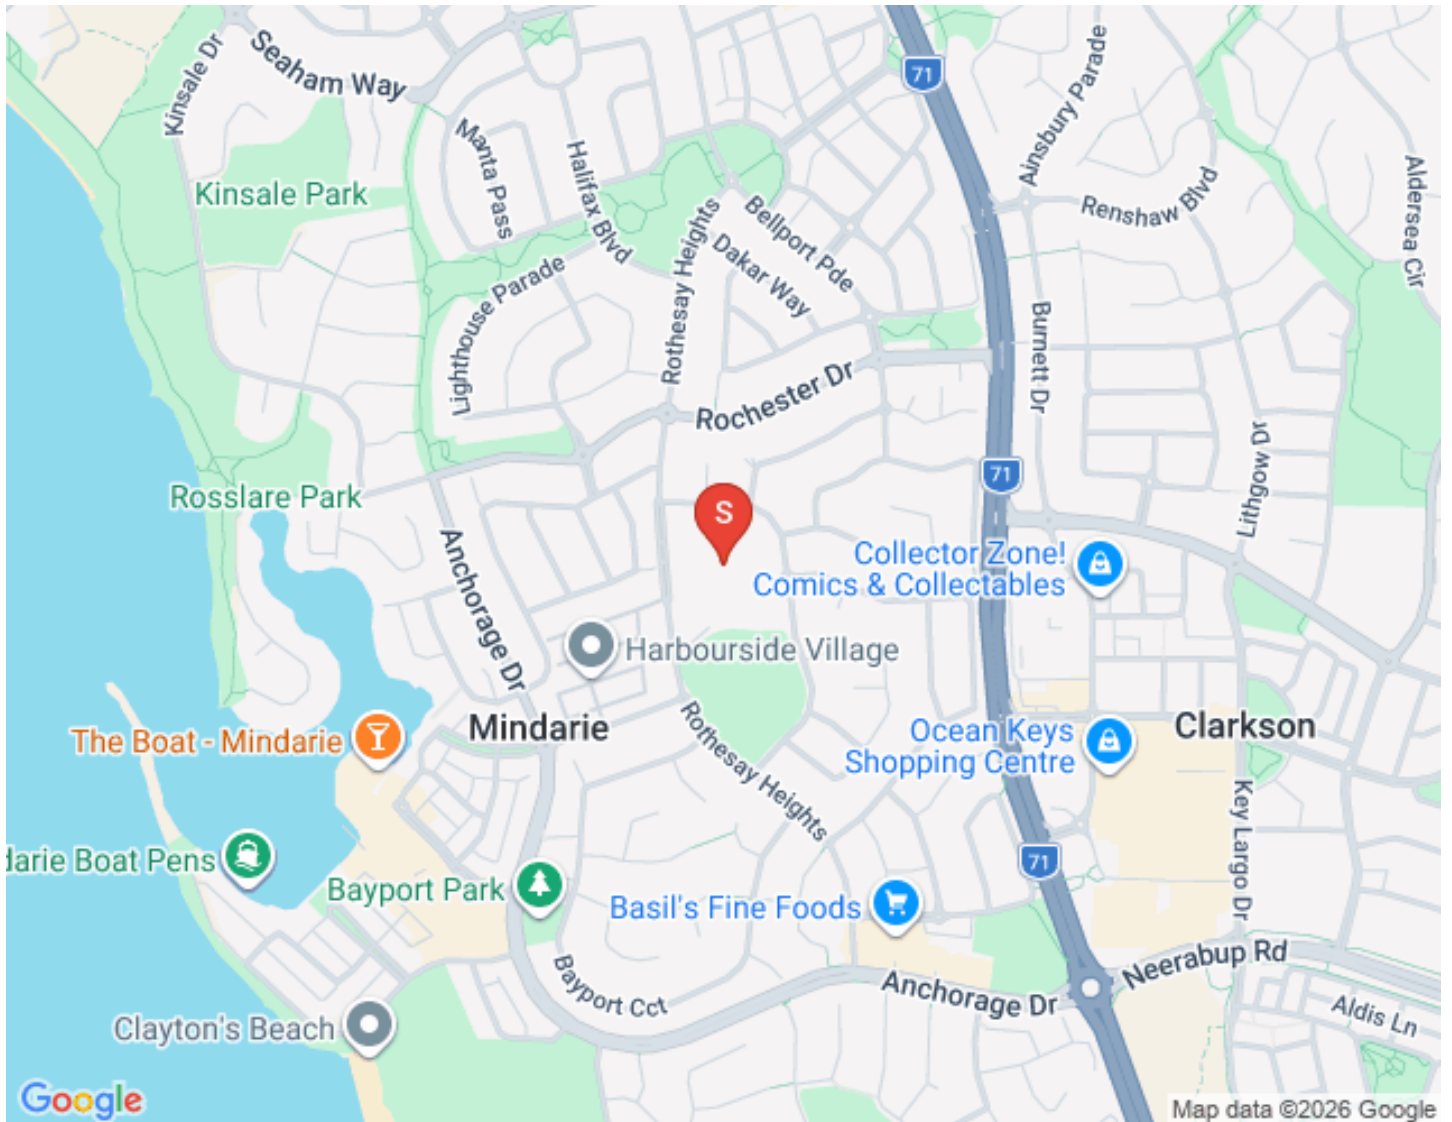 Kinsale Dr
Seaham Way
71
Ainsbury Parade
Manta Pass
Halifax Blvd
Kinsale Park
Rothesay Heights
Bellport Pde
Renshaw Blvd
Aldersea Cir
Dakar Way
Lighthouse Parade
Burnett Dr
Rochester Dr
Lithgow Dr
71
Rosslare Park
S
Anchorage Dr
Collector Zone!
Comics & Collectables
Harbourside Village
Mindarie
The Boat - Mindarie
Rothesay Heights
Ocean Keys
Shopping Centre
Clarkson
Key Largo Dr
darie Boat Pens
71
Bayport Park
Basil's Fine Foods
Neerabup Rd
Bayport Cct
Anchorage Dr
Aldis Ln
Clayton's Beach
Google
Map data ©2026 Google